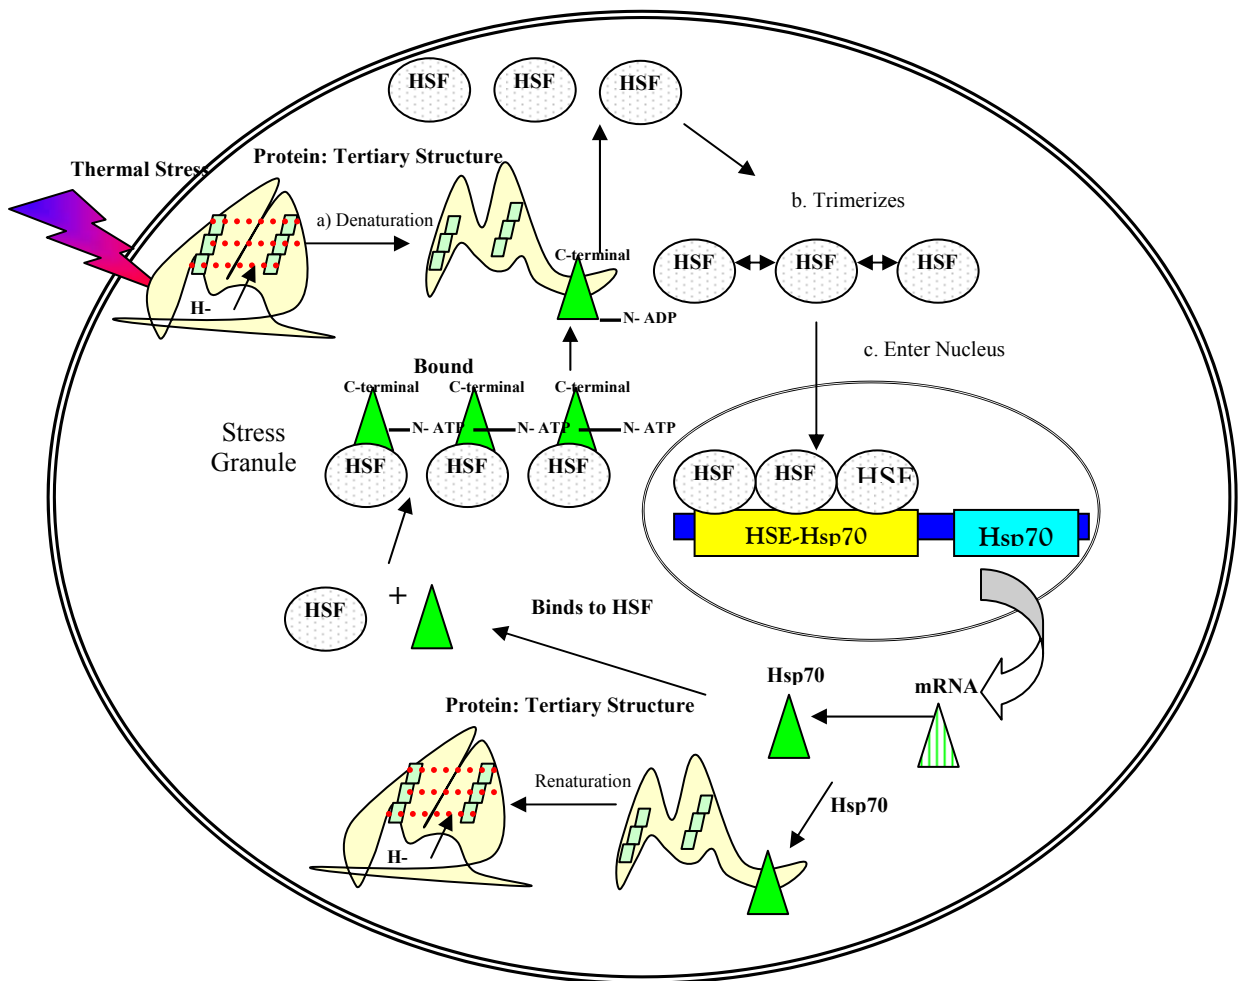 HSF HSF HSF
Thermal Stress
Protein: Tertiary Structure
a) Denaturation
b. Trimerizes
H-
C-terminal
N- ADP
HSF HSF HSF
c. Enter Nucleus
Bound
C-terminal C-terminal C-terminal
N- ATP N- ATP N- ATP
Stress
Granule
HSF HSF HSF
HSF HSF HSF
HSE-Hsp70 Hsp70
HSF + 
Binds to HSF
Hsp70 mRNA
Protein: Tertiary Structure
Renaturation
Hsp70
H-